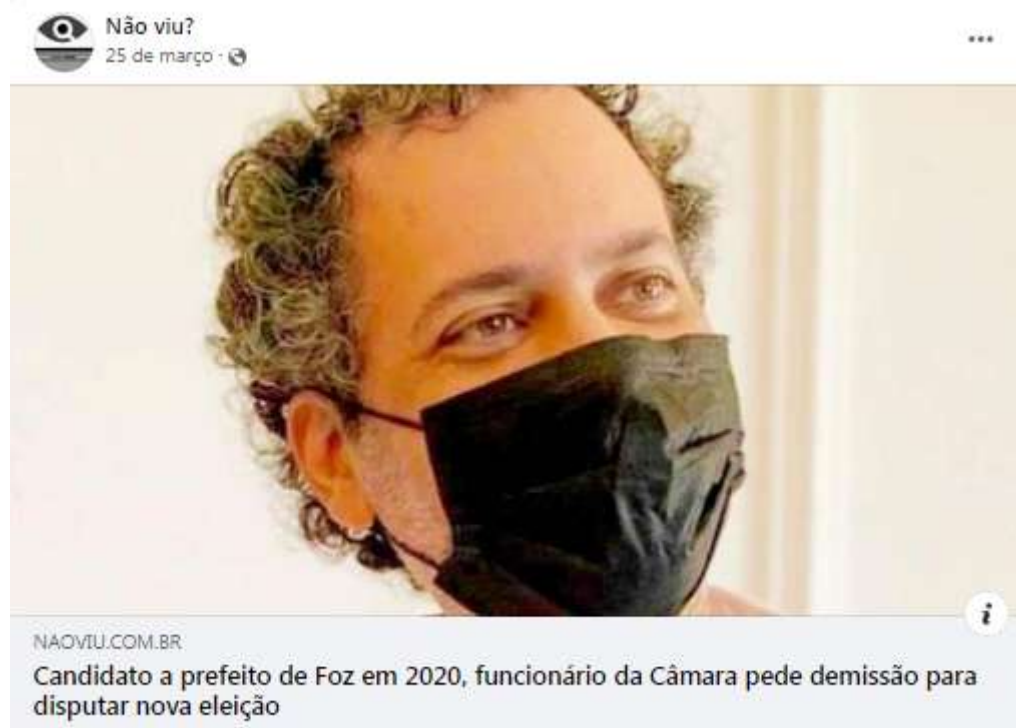 Não viu?
25 de março ·
NAOVIU.COM.BR
Candidato a prefeito de Foz em 2020, funcionário da Câmara pede demissão para
disputar nova eleição